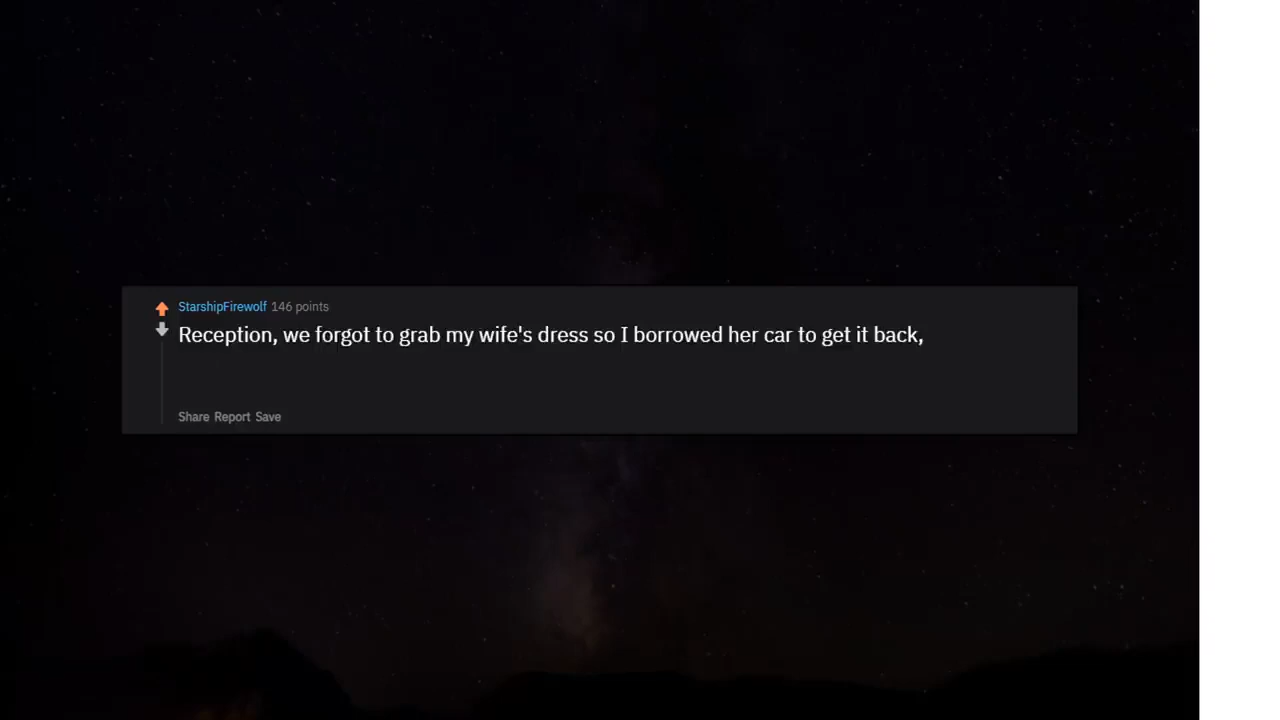 StarshipFirewolf 146 points
Reception, we forgot to grab my wife's dress so I borrowed her car to get it back,
Share Report Save